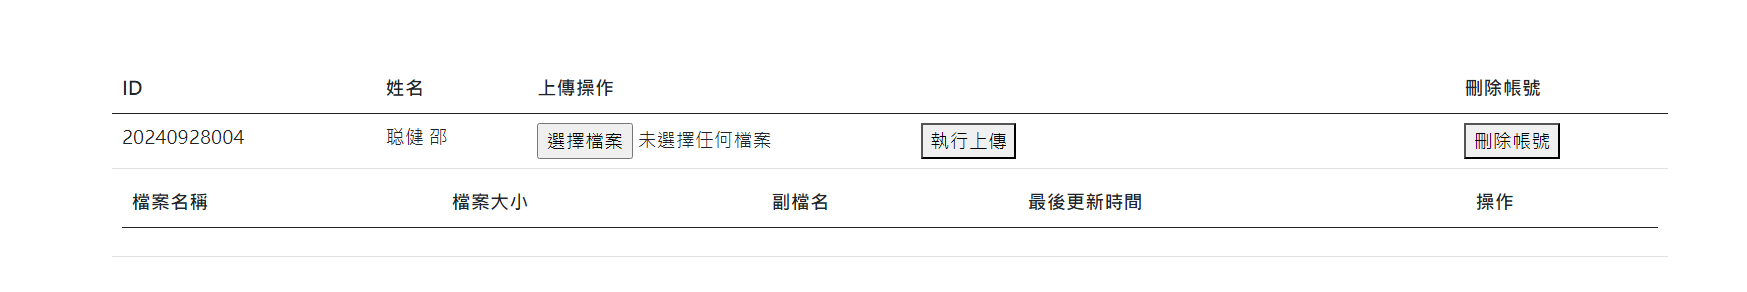 ID 姓名 上傳操作 刪除帳號
20240928004 聡健 邵 選擇檔案 未選擇任何檔案 執行上傳 刪除帳號
檔案名稱 檔案大小 副檔名 最後更新時間 操作